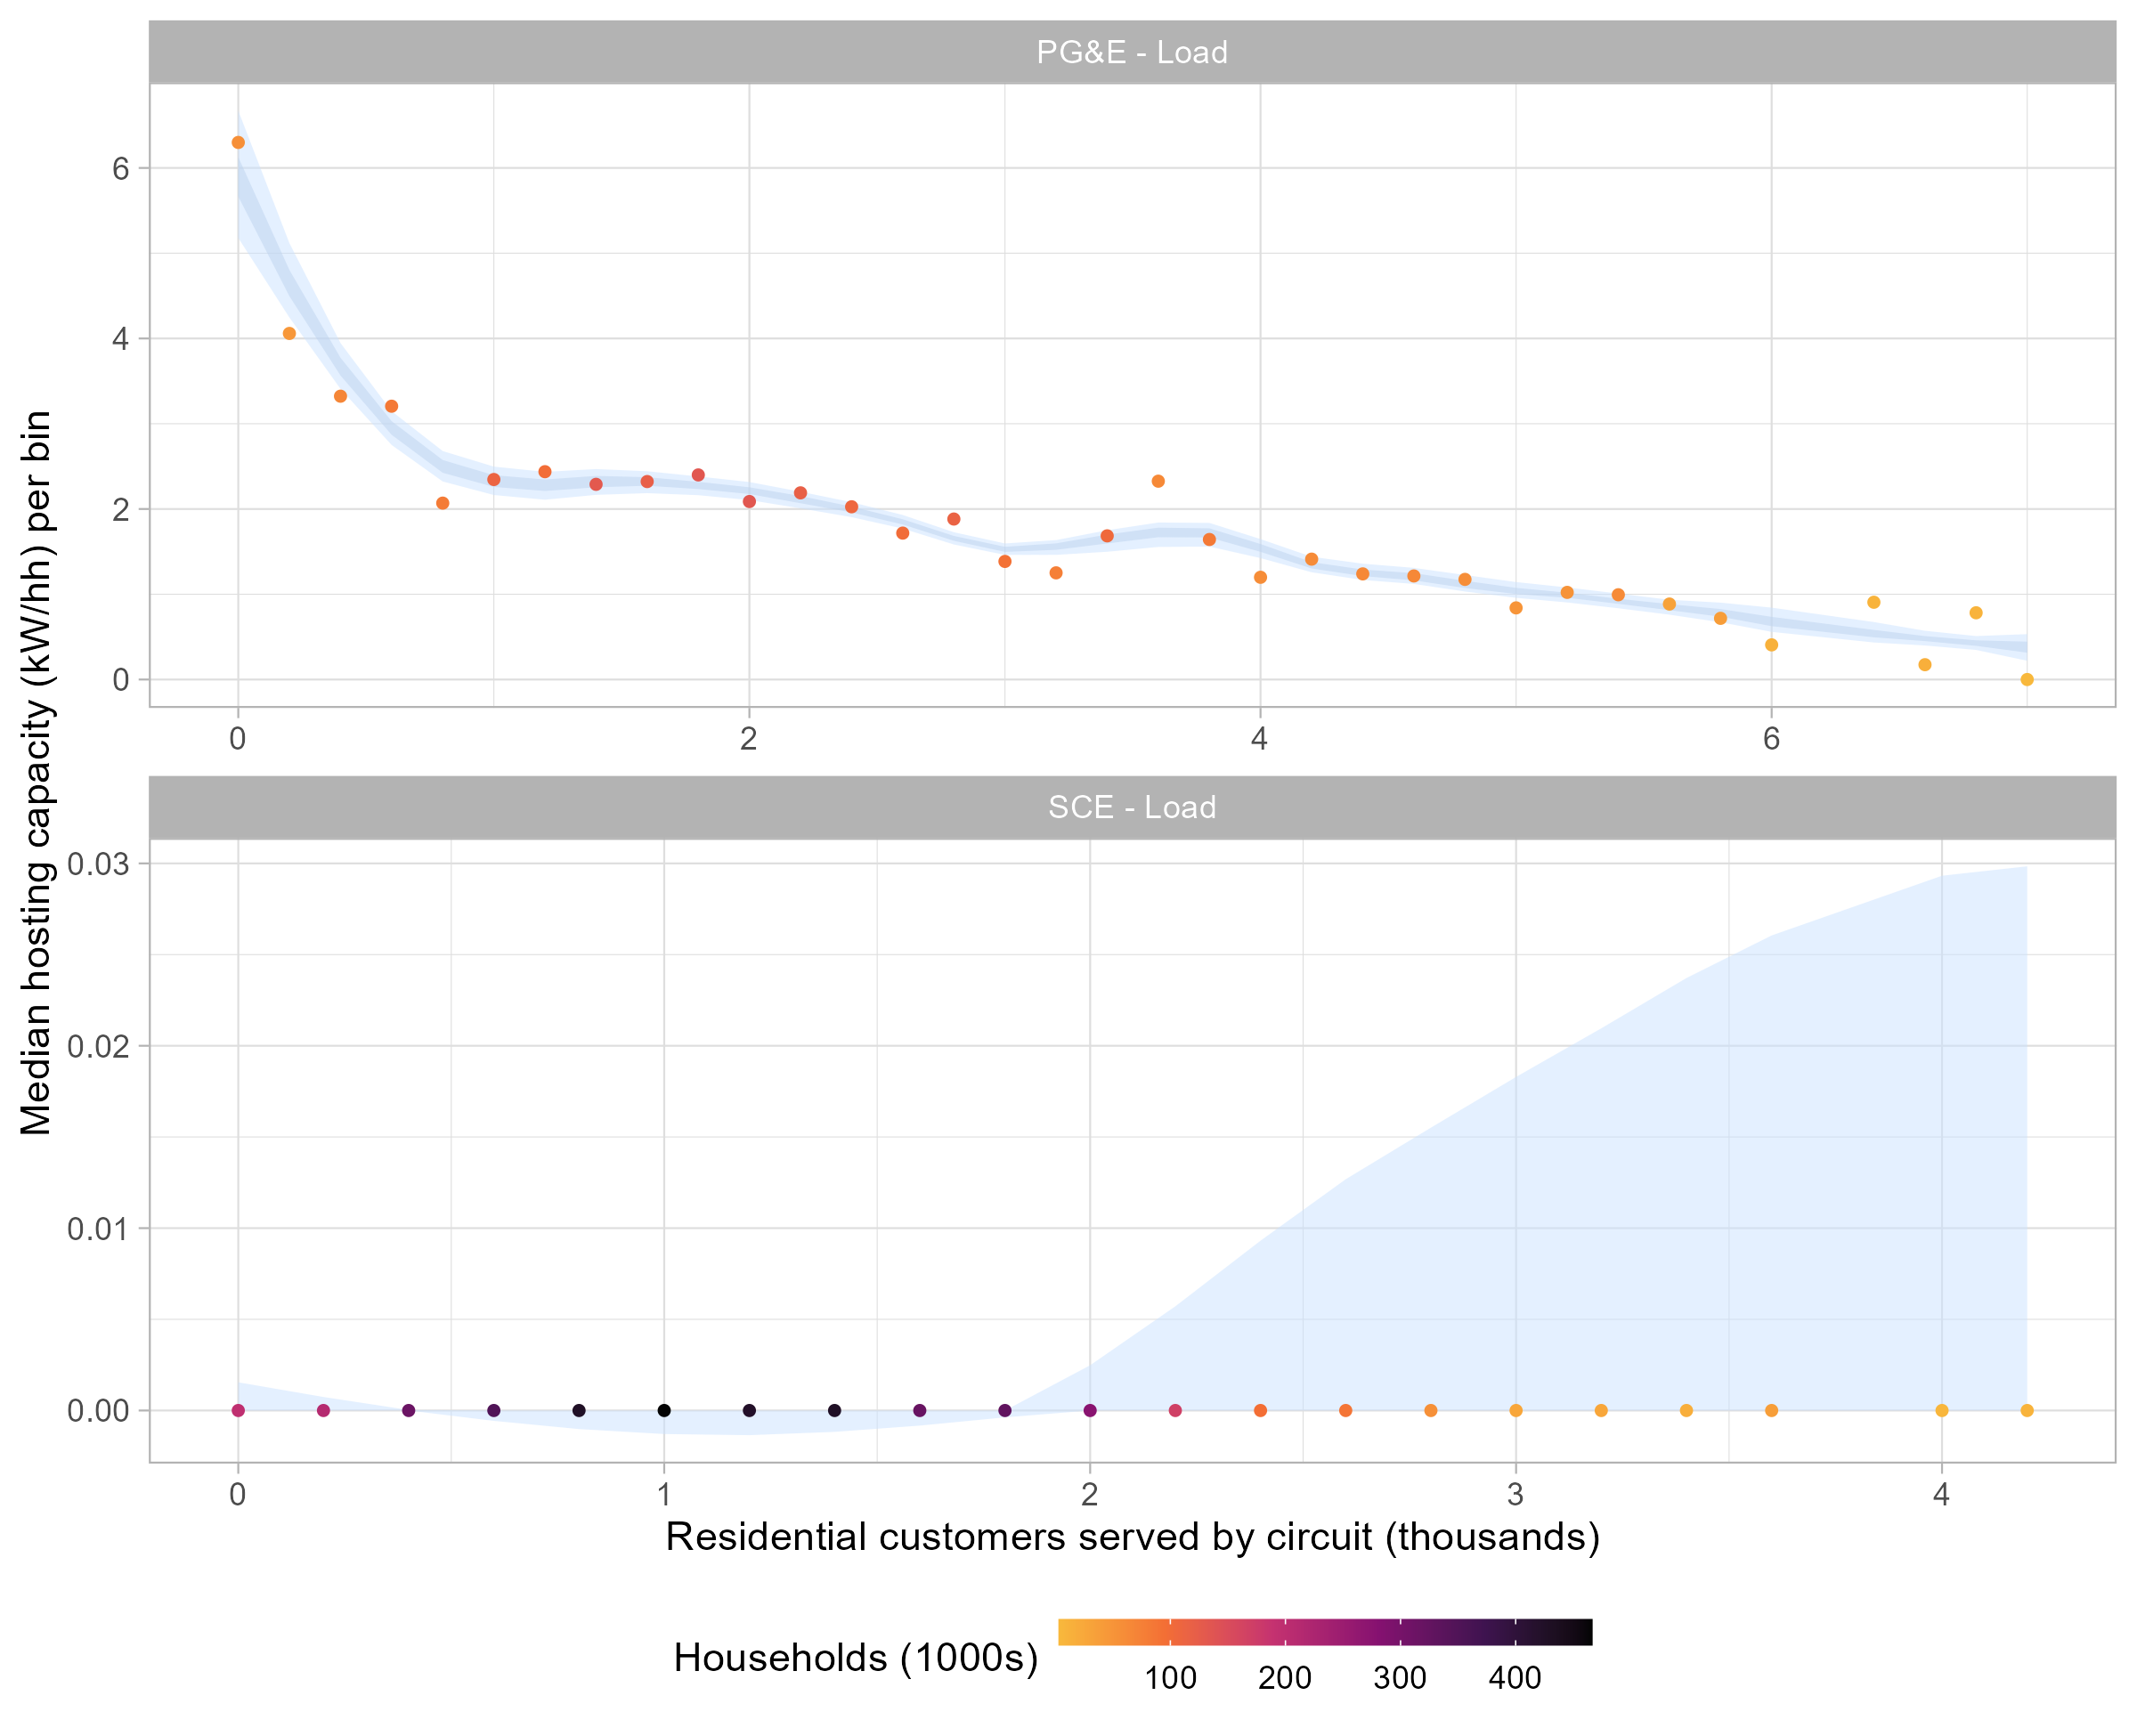 PG&E - Load
6
4
2
0
0 2 4 6
Median hosting capacity (kW/hh) per bin
SCE - Load
0.03
0.02
0.01
0.00
0 1 2 3 4
Residential customers served by circuit (thousands)
Households (1000s)
100 200 300 400